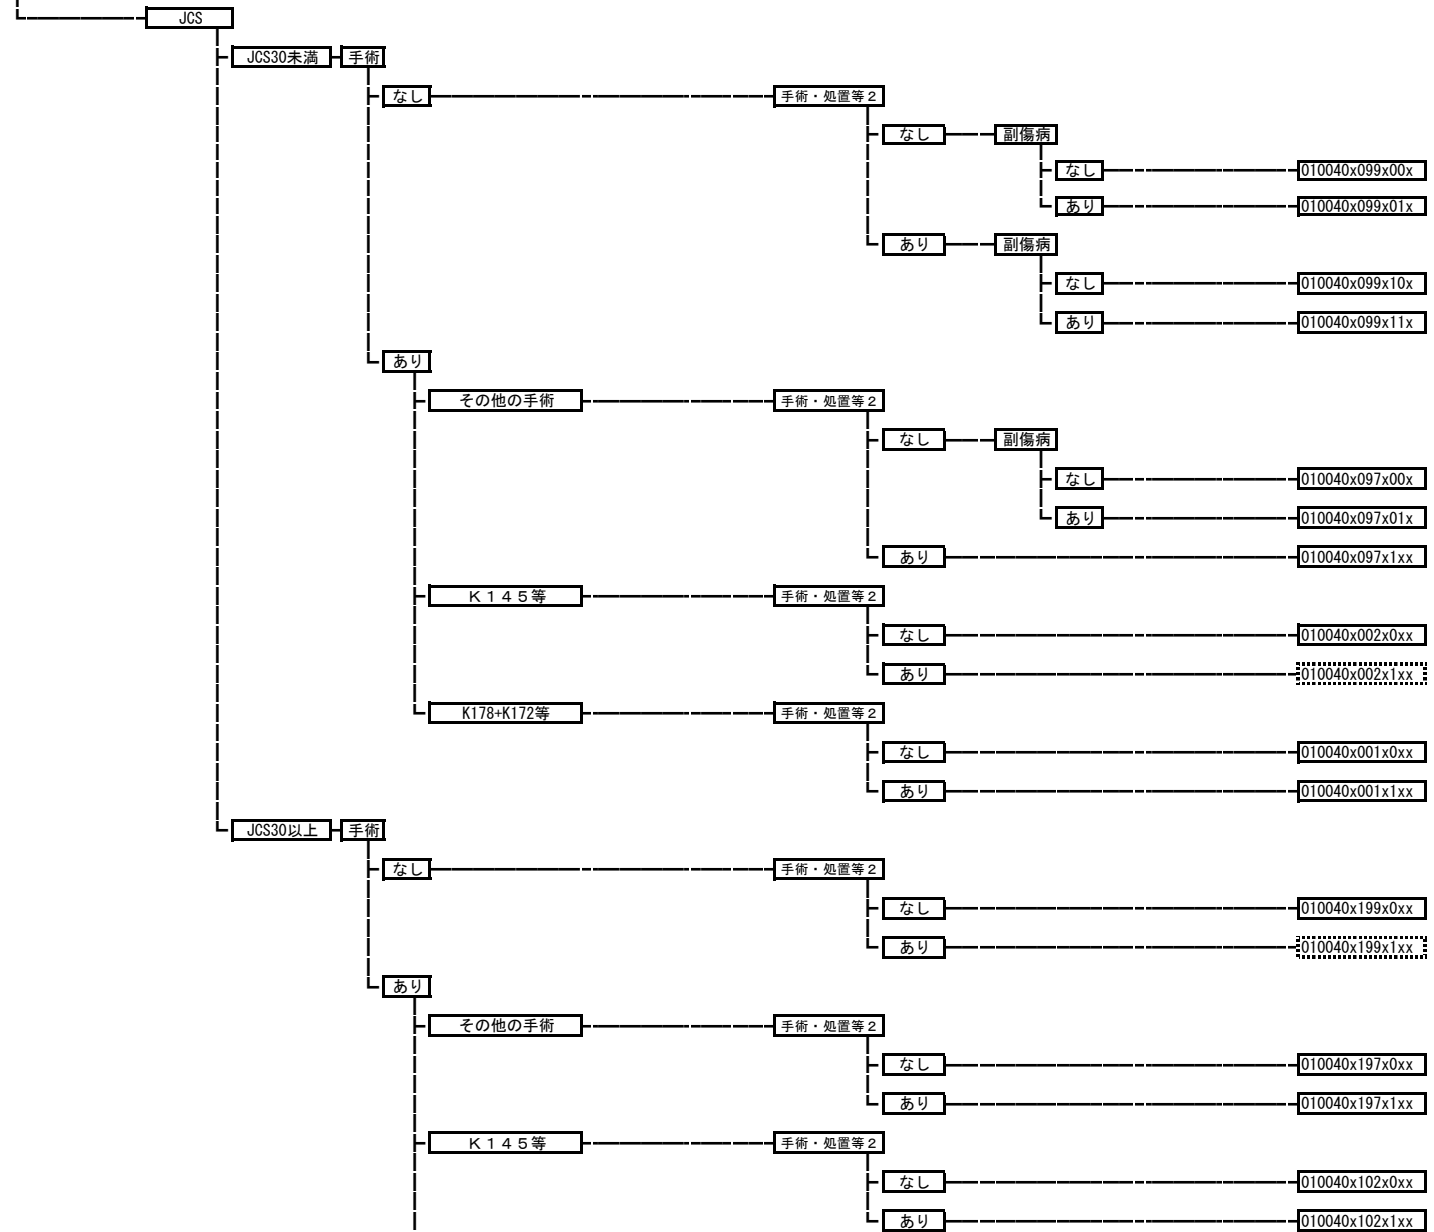 JCS
JCS30未満 手術
なし 手術・処置等２
なし 副傷病
なし 010040x099x00x
あり 010040x099x01x
あり 副傷病
なし 010040x099x10x
あり 010040x099x11x
あり
その他の手術 手術・処置等２
なし 副傷病
なし 010040x097x00x
あり 010040x097x01x
あり 010040x097x1xx
Ｋ１４５等 手術・処置等２
なし 010040x002x0xx
あり 010040x002x1xx
K178+K172等 手術・処置等２
なし 010040x001x0xx
あり 010040x001x1xx
JCS30以上 手術
なし 手術・処置等２
なし 010040x199x0xx
あり 010040x199x1xx
あり
その他の手術 手術・処置等２
なし 010040x197x0xx
あり 010040x197x1xx
Ｋ１４５等 手術・処置等２
なし 010040x102x0xx
あり 010040x102x1xx